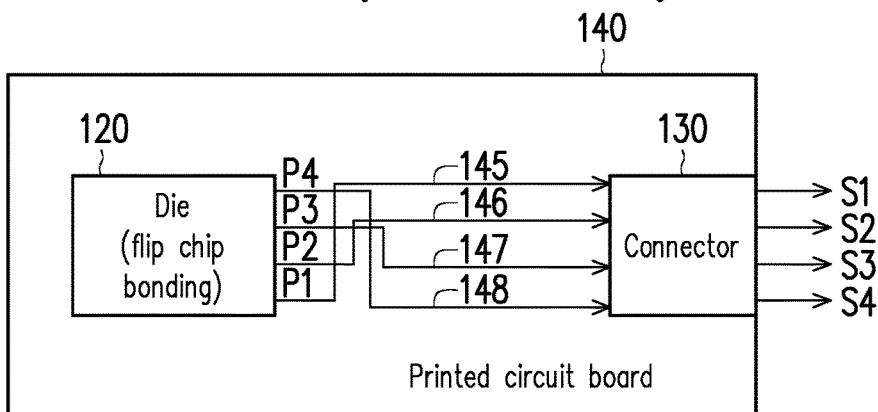 140
120
130
P4
145
Die
P3
146
S1
(flip chip
P2
147
Connector
S2
bonding)
P1
148
S3
S4
Printed circuit board